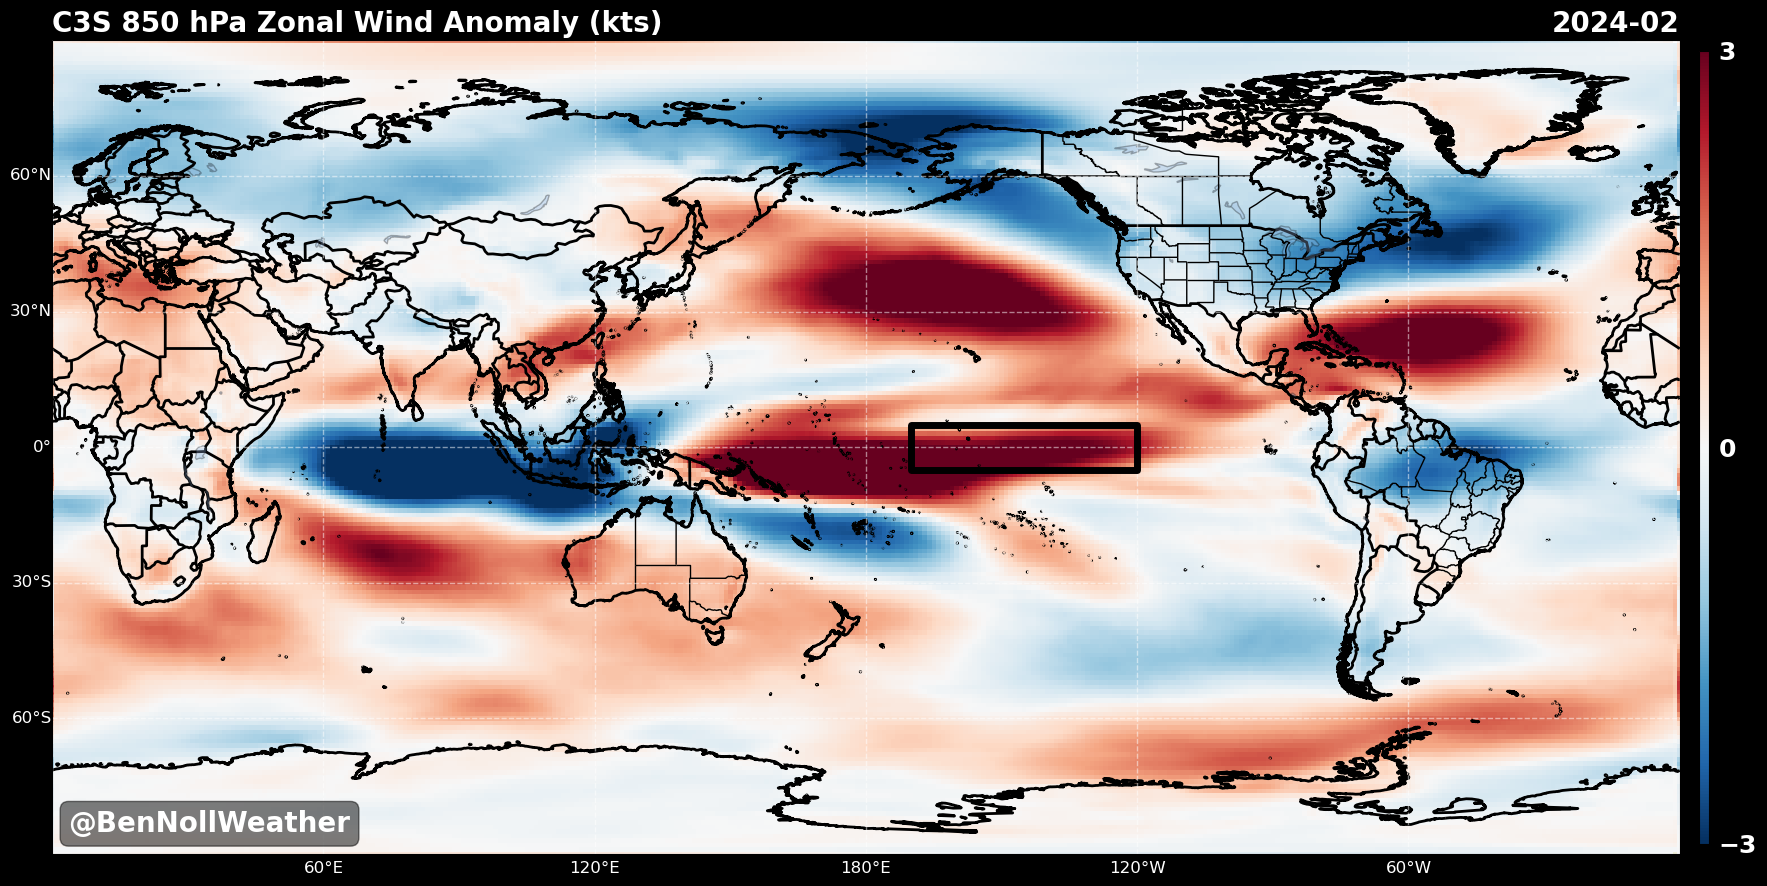 C3S 850 hPa Zonal Wind Anomaly (kts)
2024-02
3
60°N
30°N
0°
0
30°S
60°S
@BenNollWeather
−3
60°E
120°E
180°E
120°W
60°W